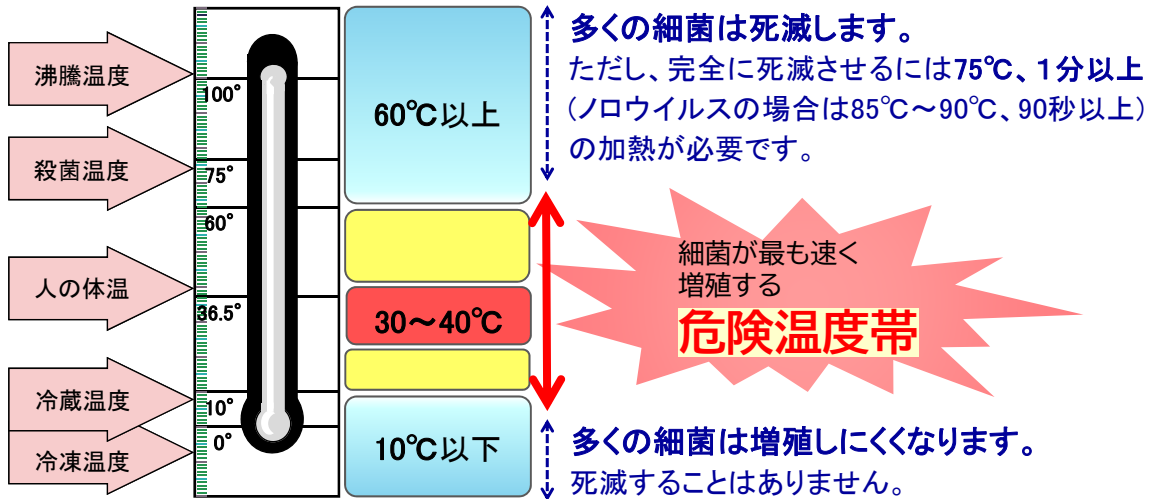 沸騰温度
殺菌温度
人の体温
冷蔵温度
冷凍温度
100°
75°
60°
36.5°
10°
0°
60℃以上
30～40℃
10℃以下
多くの細菌は死滅します。
ただし、完全に死滅させるには75℃、１分以上
(ノロウイルスの場合は85℃～90℃、90秒以上)
の加熱が必要です。
細菌が最も速く
増殖する
危険温度帯
多くの細菌は増殖しにくくなります。
死滅することはありません。